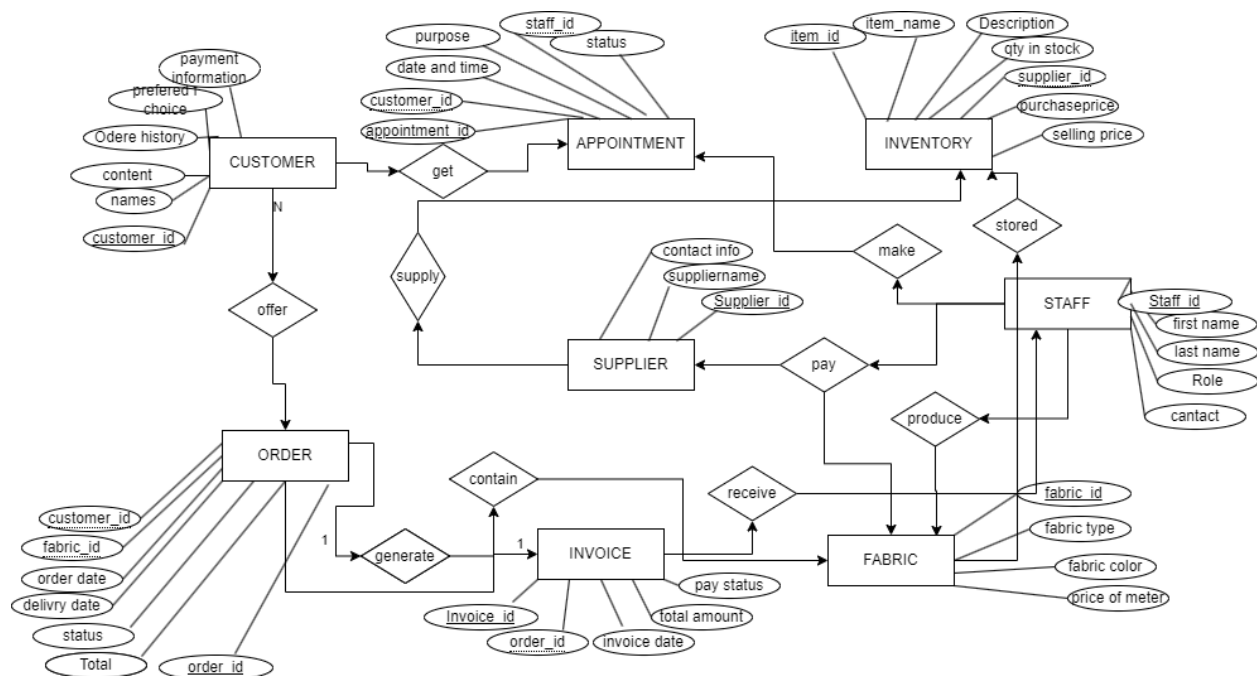 payment
information
prefered f
choice
Odere history
content
names
customer_id
CUSTOMER
get
staff_id
purpose
status
date and time
customer_id
appointment_id
APPOINTMENT
item_id
item_name
Description
qty in stock
supplier_id
purchaseprice
selling price
INVENTORY
N
offer
supply
make
stored
contact info
suppliername
Supplier_id
SUPPLIER
pay
STAFF
Staff_id
first name
last name
Role
cantact
produce
ORDER
customer_id
fabric_id
order date
delivry date
status
Total
order_id
1
generate
contain
1
INVOICE
Invoice_id
order_id
invoice date
total amount
pay status
receive
FABRIC
fabric_id
fabric type
fabric color
price of meter